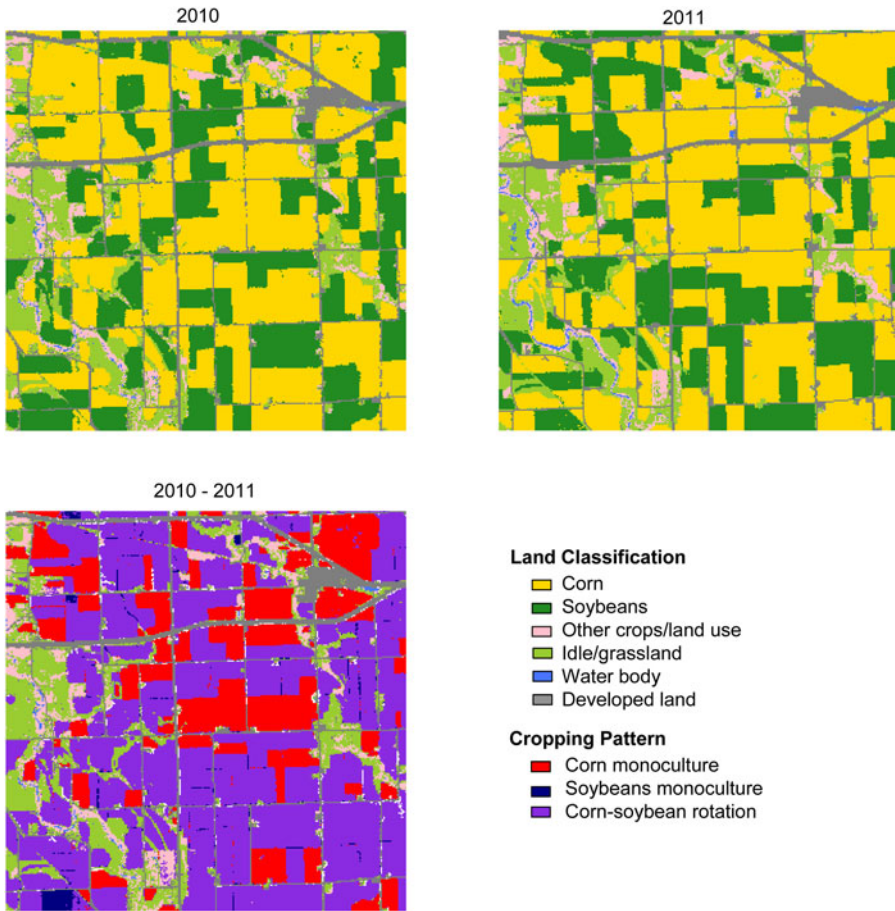 2010
2011
2010 - 2011
Land Classification
Corn
Soybeans
Other crops/land use
Idle/grassland
Water body
Developed land
Cropping Pattern
Corn monoculture
Soybeans monoculture
Corn-soybean rotation